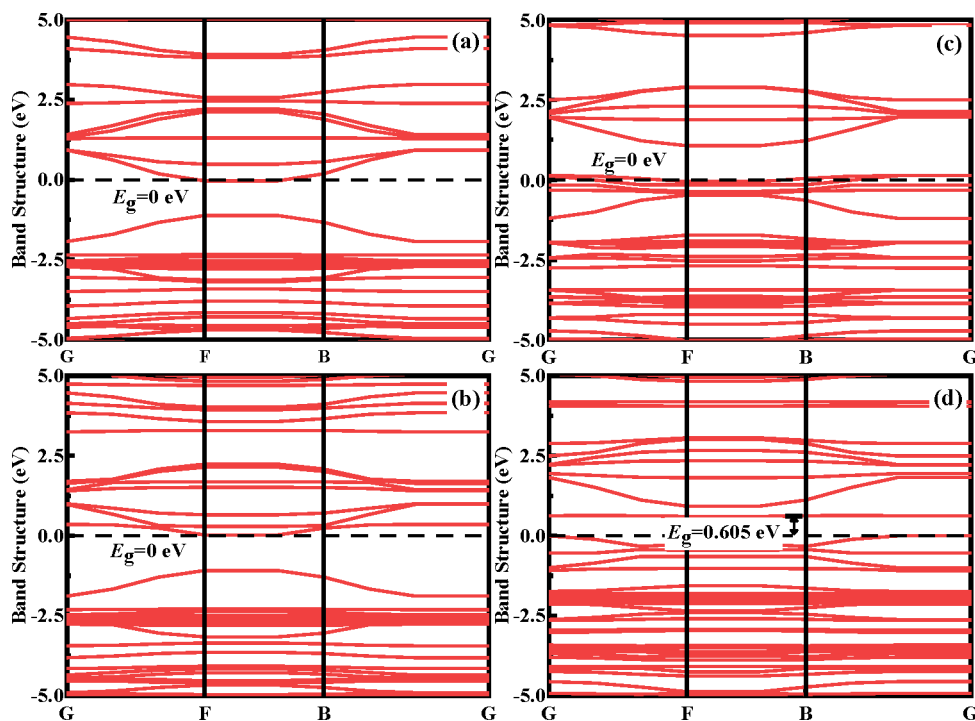 (a)
Band Structure (eV)
5.0
2.5
0.0
-2.5
-5.0
Eg=0 eV
G F B G
(c)
Band Structure (eV)
5.0
2.5
0.0
-2.5
-5.0
Eg=0 eV
G F B G
(b)
Band Structure (eV)
5.0
2.5
0.0
-2.5
-5.0
Eg=0 eV
G F B G
(d)
Band Structure (eV)
5.0
2.5
0.0
-2.5
-5.0
Eg=0.605 eV
G F B G